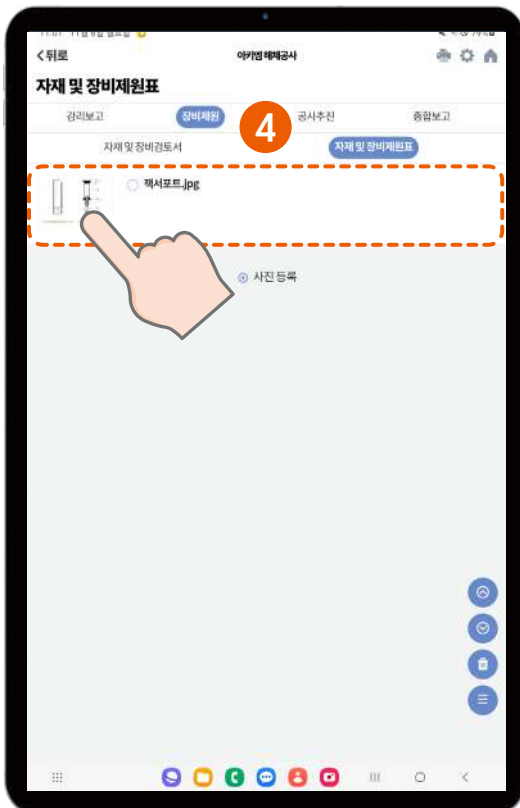 뒤로
아키엠 해체공사
자재 및 장비제원표
감리보고
장비제원
4
공사추진
종합보고
자재 및 장비검토서
자재 및 장비제원표
잭서포트.jpg
사진 등록